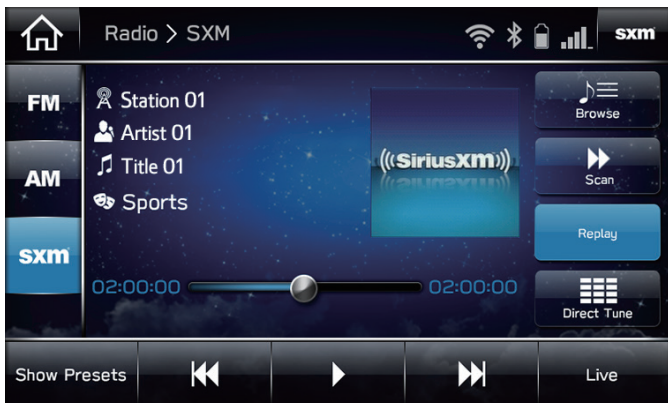 Radio > SXM
sxm
FM
AM
sxm
Station 01
Artist 01
Title 01
Sports
((SiriusXM))
02:00:00
02:00:00
Browse
Scan
Replay
Direct Tune
Show Presets
Live